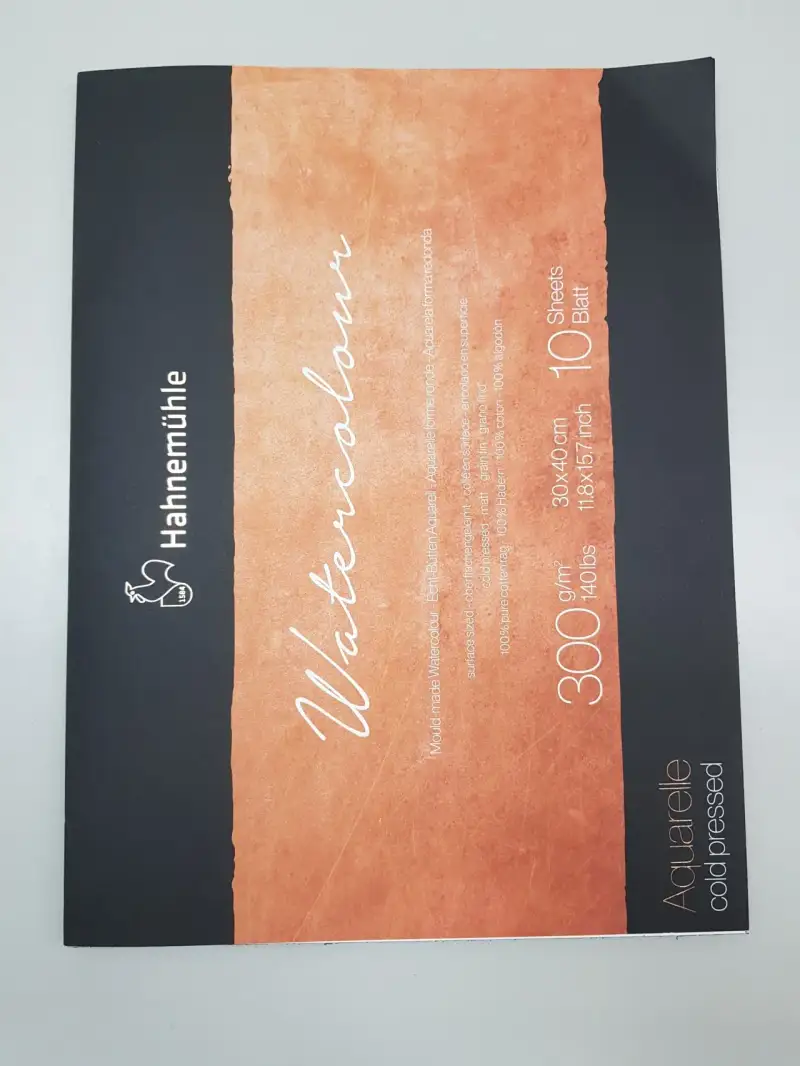 1584
Hahnemühle
Watercolour
Mould-made Watercolour · Echt-Bütten Aquarell · Aquarelle forme ronde · Acuarela forma redonda
surface sized · oberflächengeleimt · collé en surface · encolado en superficie
cold pressed · matt · grain fin · grano fino
100% pure cotton rag · 100% Hadern · 100% coton · 100% algodón
300 g/m² 30x40 cm 10 Sheets
140 lbs 11.8x15.7 inch Blatt
Aquarelle
cold pressed